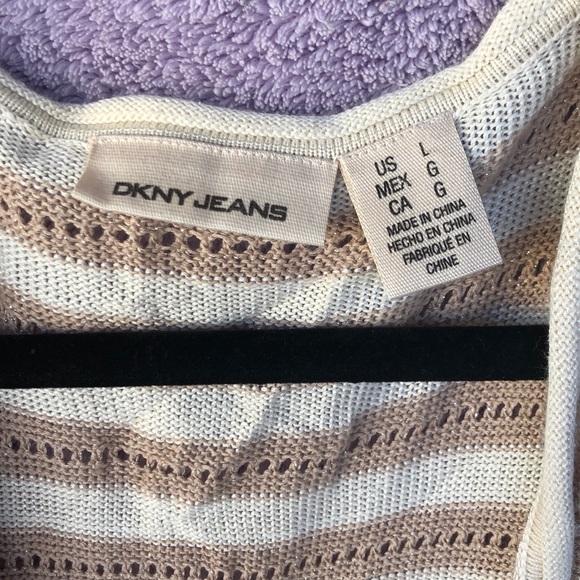 DKNY JEANS
US L
MEX G
CA G
MADE IN CHINA
HECHO EN CHINA
FABRIQUÉ EN
CHINE